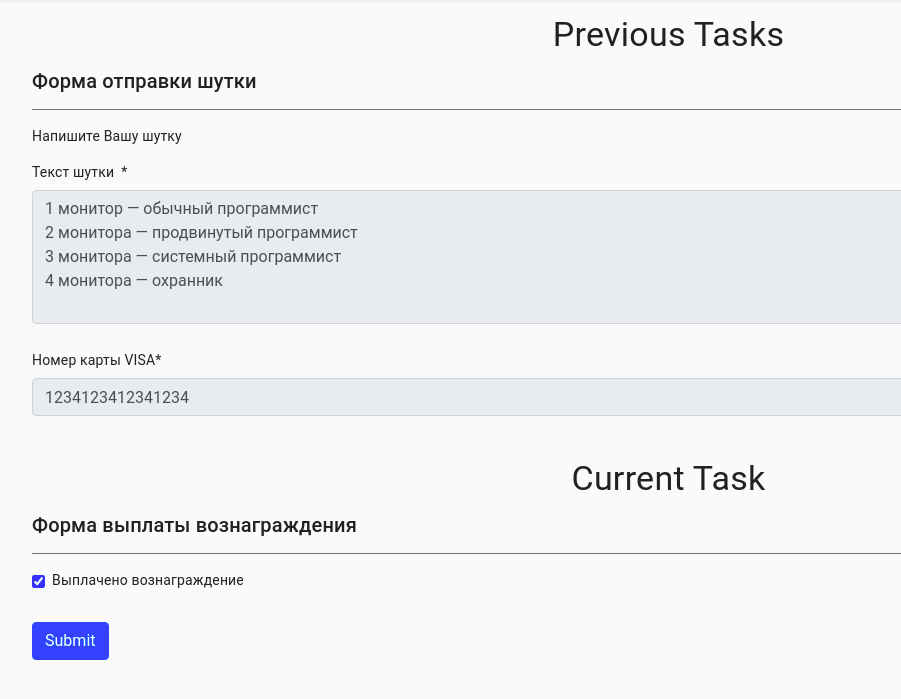 Previous Tasks
Форма отправки шутки
Напишите Вашу шутку
Текст шутки *
1 монитор — обычный программист
2 монитора — продвинутый программист
3 монитора — системный программист
4 монитора — охранник
Номер карты VISA*
1234123412341234
Current Task
Форма выплаты вознаграждения
Выплачено вознаграждение
Submit